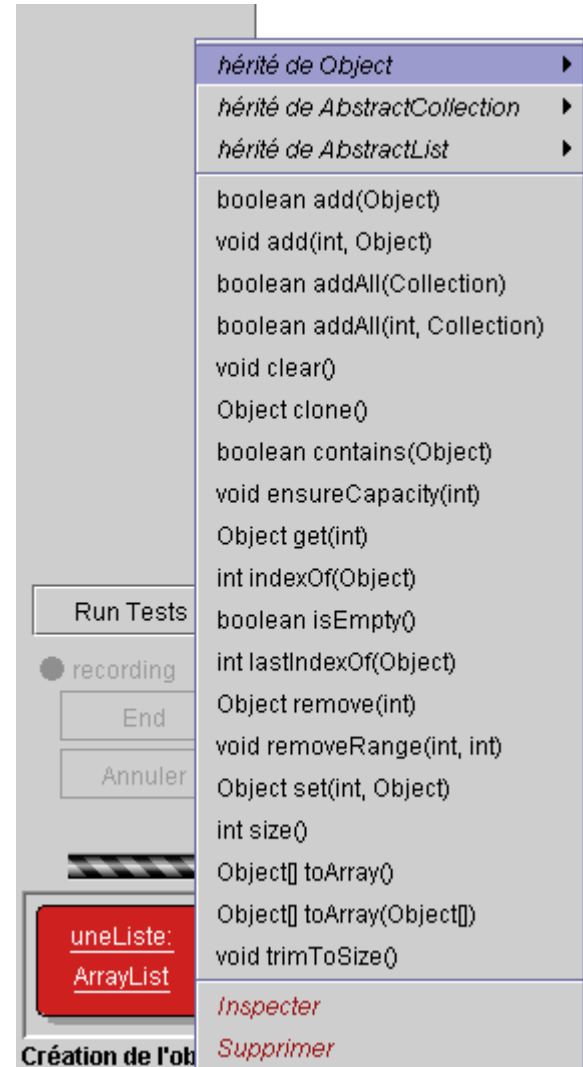 hérité de Object
hérité de AbstractCollection
hérité de AbstractList
boolean add(Object)
void add(int, Object)
boolean addAll(Collection)
boolean addAll(int, Collection)
void clear()
Object clone()
boolean contains(Object)
void ensureCapacity(int)
Object get(int)
int indexOf(Object)
boolean isEmpty()
int lastIndexOf(Object)
Object remove(int)
void removeRange(int, int)
Object set(int, Object)
int size()
Object[] toArray()
Object[] toArray(Object[])
void trimToSize()
Inspecter
Supprimer
Run Tests
recording
End
Annuler
uneListe:
ArrayList
Création de l'ob